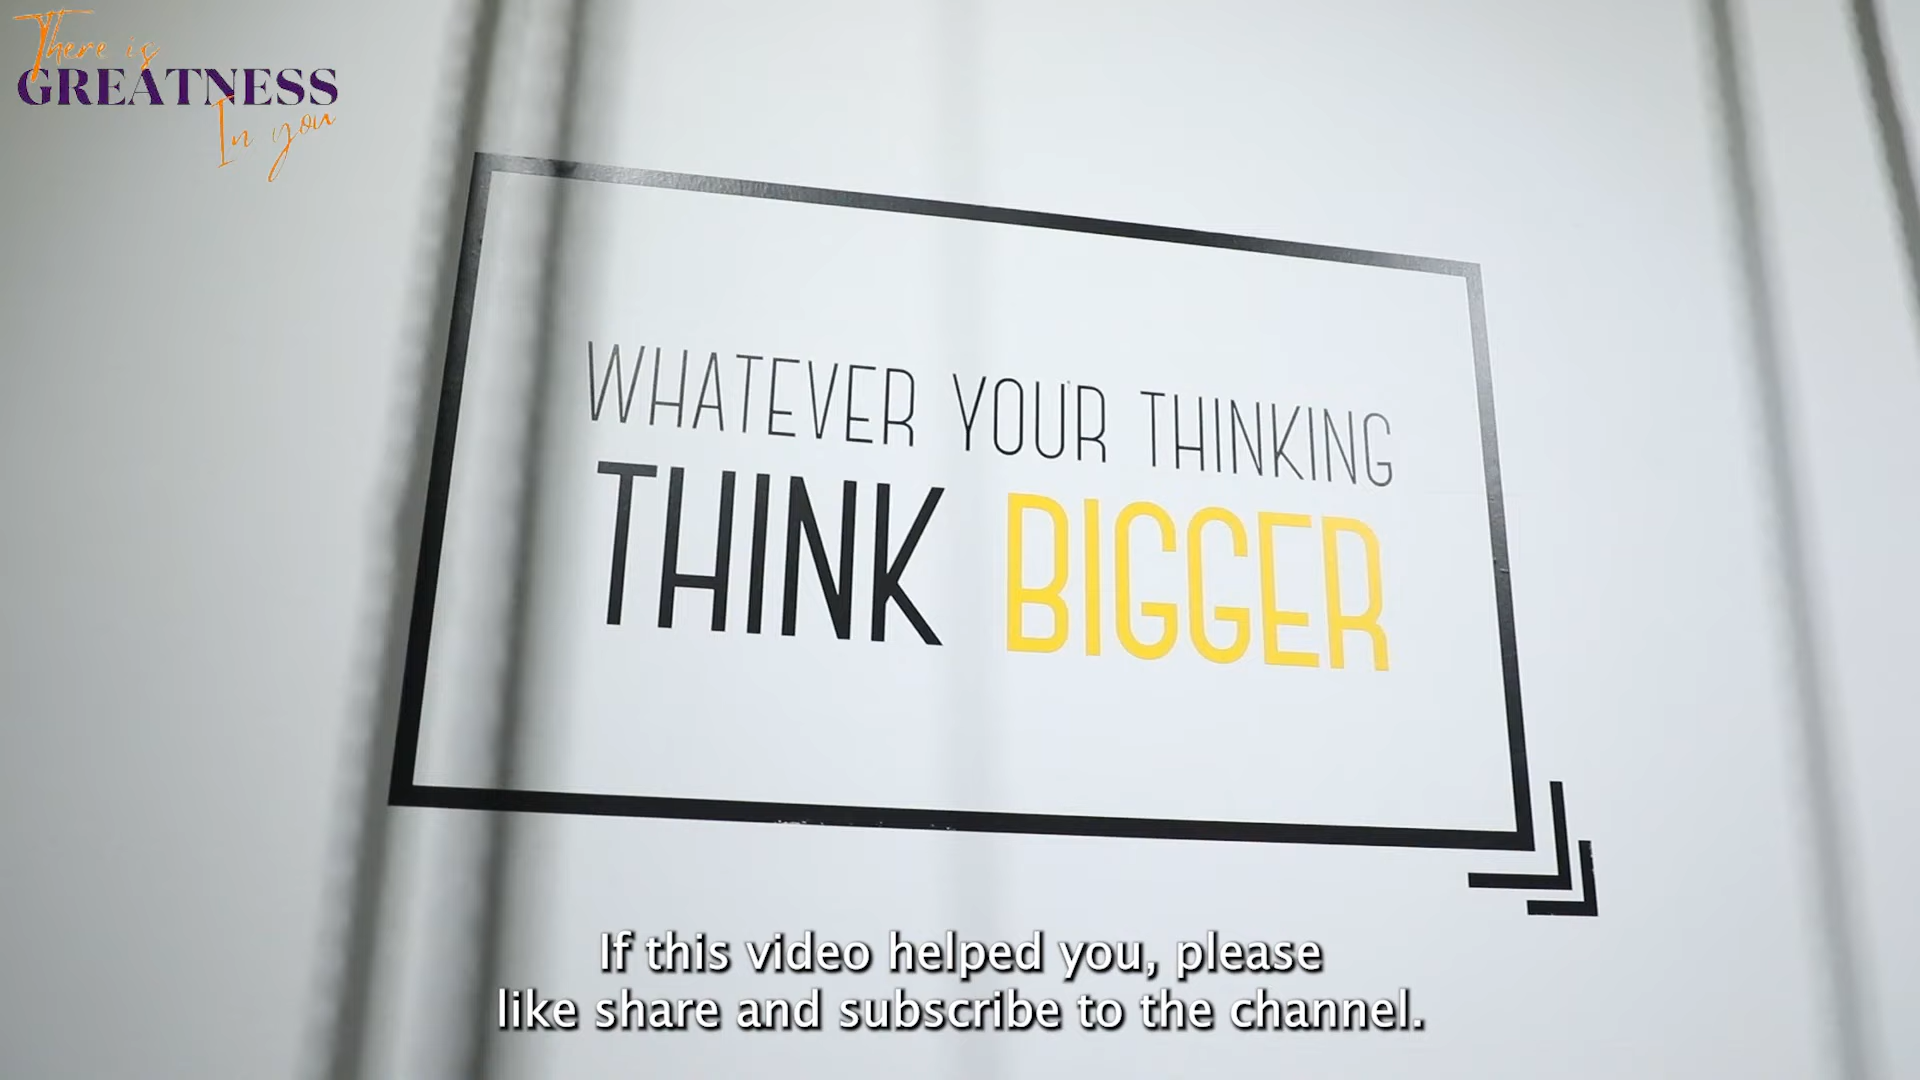 There is
GREATNESS
In you
WHATEVER YOUR THINKING
THINK BIGGER
If this video helped you, please
like share and subscribe to the channel.